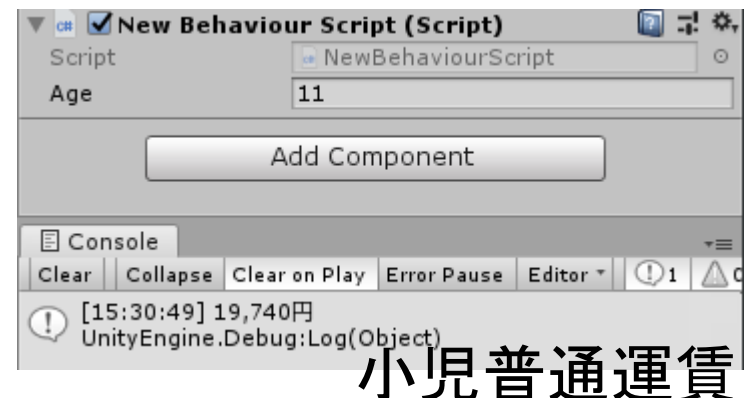 New Behaviour Script (Script)
Script NewBehaviourScript
Age 11
Add Component
Console
Clear Collapse Clear on Play Error Pause Editor 1 0
[15:30:49] 19,740円
UnityEngine.Debug:Log(Object)
小児普通運賃